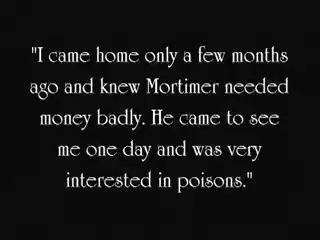 "I came home only a few months
ago and knew Mortimer needed
money badly. He came to see
me one day and was very
interested in poisons."